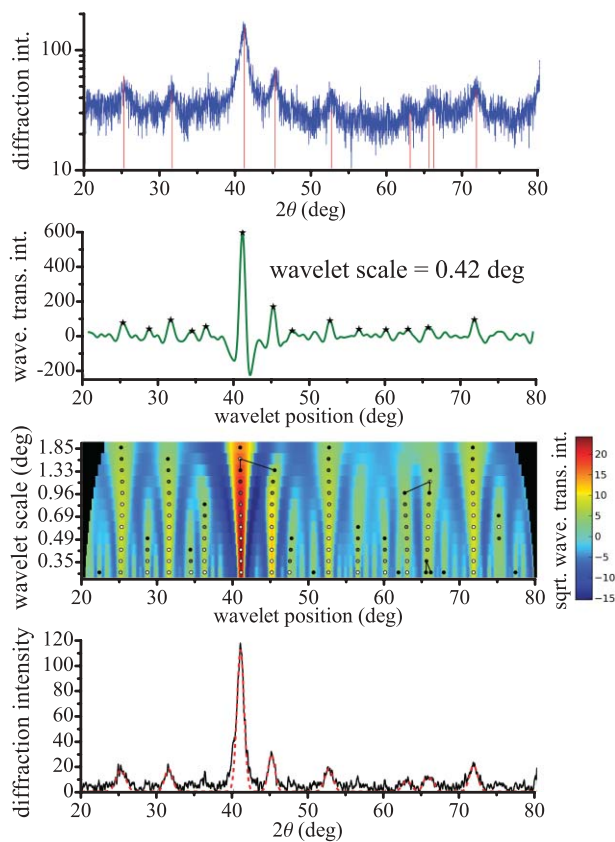 diffraction int.
100
10
20 30 40 50 60 70 80
2θ (deg)
wave. trans. int.
600
400
200
0
-200
wavelet scale = 0.42 deg
20 30 40 50 60 70 80
wavelet position (deg)
wavelet scale (deg)
1.85
1.33
0.96
0.69
0.49
0.35
20 30 40 50 60 70 80
wavelet position (deg)
20
15
10
5
0
−5
−10
−15
sqrt. wave. trans. int.
diffraction intensity
120
100
80
60
40
20
0
20 30 40 50 60 70 80
2θ (deg)